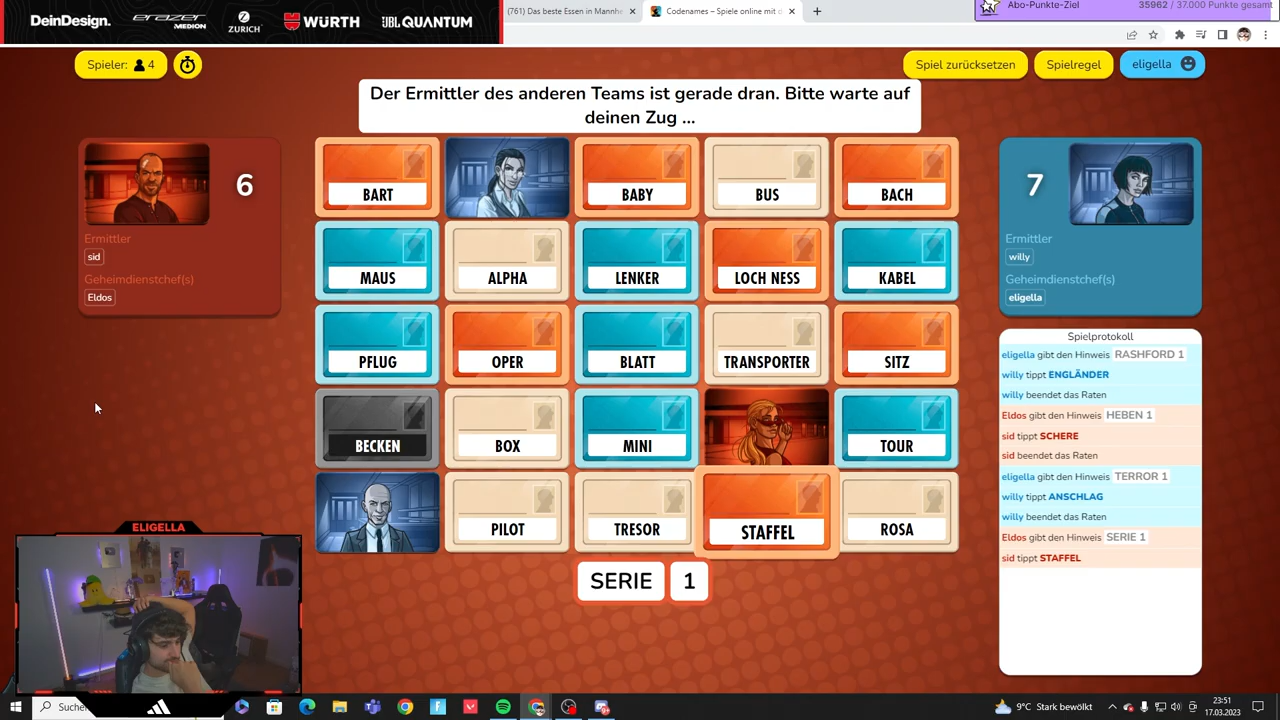 DeinDesign.
erazer
MEDION
ZURICH
WÜRTH
JBL QUANTUM
(761) Das beste Essen in Mannhe
Codenames – Spiele online mit d
Abo-Punkte-Ziel
35962 / 37.000 Punkte gesamt
Spieler: 4
Spiel zurücksetzen
Spielregel
eligella
Der Ermittler des anderen Teams ist gerade dran. Bitte warte auf
deinen Zug ...
6
Ermittler
sid
Geheimdienstchef(s)
Eldos
BART
BABY
BUS
BACH
MAUS
ALPHA
LENKER
LOCH NESS
KABEL
PFLUG
OPER
BLATT
TRANSPORTER
SITZ
BECKEN
BOX
MINI
TOUR
PILOT
TRESOR
STAFFEL
ROSA
SERIE 1
7
Ermittler
willy
Geheimdienstchef(s)
eligella
Spielprotokoll
eligella gibt den Hinweis RASHFORD 1
willy tippt ENGLÄNDER
willy beendet das Raten
Eldos gibt den Hinweis HEBEN 1
sid tippt SCHERE
sid beendet das Raten
eligella gibt den Hinweis TERROR 1
willy tippt ANSCHLAG
willy beendet das Raten
Eldos gibt den Hinweis SERIE 1
sid tippt STAFFEL
ELIGELLA
Suche
9°C Stark bewölkt
23:51
17.03.2023